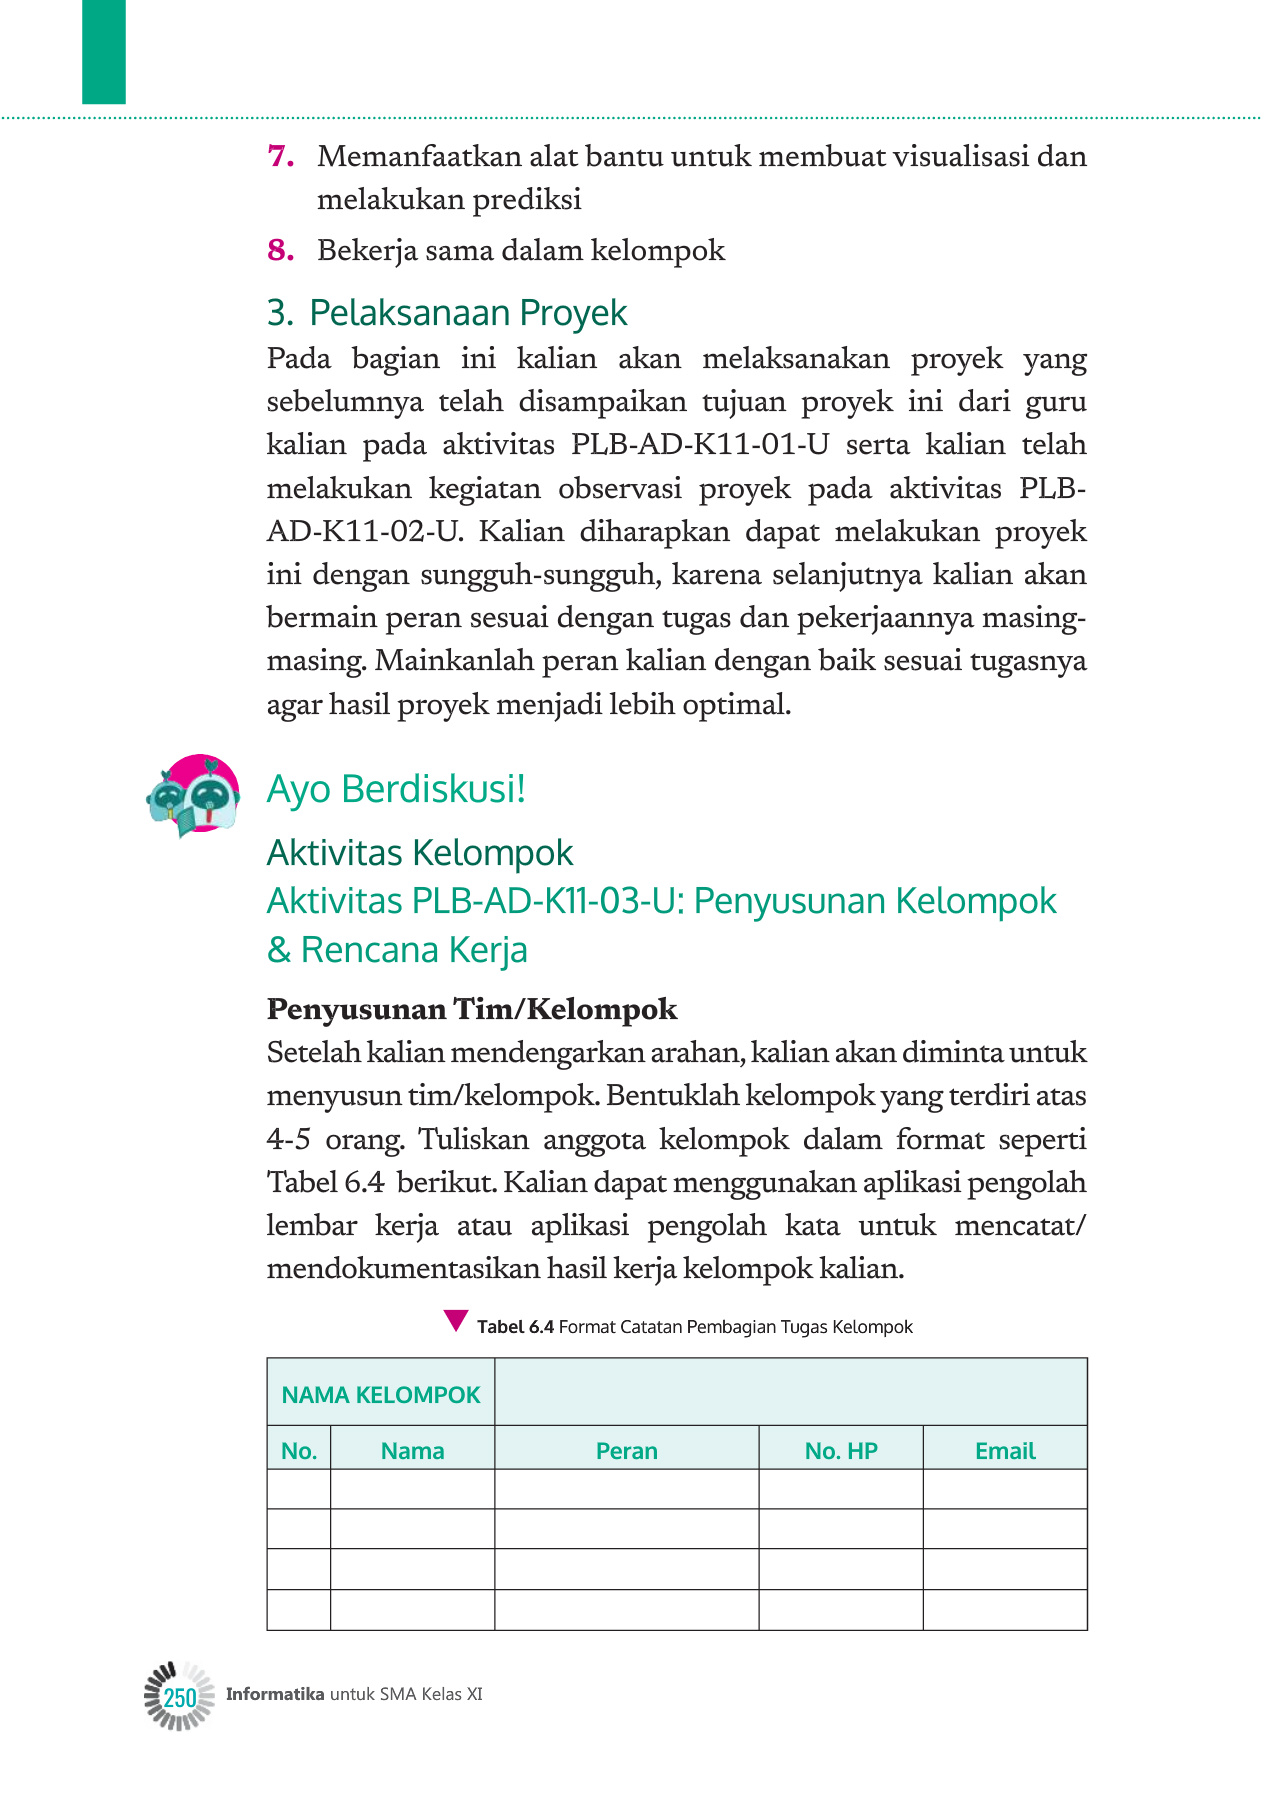 7. Memanfaatkan alat bantu untuk membuat visualisasi dan
melakukan prediksi
8. Bekerja sama dalam kelompok
3. Pelaksanaan Proyek
Pada bagian ini kalian akan melaksanakan proyek yang
sebelumnya telah disampaikan tujuan proyek ini dari guru
kalian pada aktivitas PLB-AD-K11-01-U serta kalian telah
melakukan kegiatan observasi proyek pada aktivitas PLB-
AD-K11-02-U. Kalian diharapkan dapat melakukan proyek
ini dengan sungguh-sungguh, karena selanjutnya kalian akan
bermain peran sesuai dengan tugas dan pekerjaannya masing-
masing. Mainkanlah peran kalian dengan baik sesuai tugasnya
agar hasil proyek menjadi lebih optimal.
Ayo Berdiskusi!
Aktivitas Kelompok
Aktivitas PLB-AD-K11-03-U: Penyusunan Kelompok
& Rencana Kerja
Penyusunan Tim/Kelompok
Setelah kalian mendengarkan arahan, kalian akan diminta untuk
menyusun tim/kelompok. Bentuklah kelompok yang terdiri atas
4-5 orang. Tuliskan anggota kelompok dalam format seperti
Tabel 6.4 berikut. Kalian dapat menggunakan aplikasi pengolah
lembar kerja atau aplikasi pengolah kata untuk mencatat/
mendokumentasikan hasil kerja kelompok kalian.
Tabel 6.4 Format Catatan Pembagian Tugas Kelompok
NAMA KELOMPOK
No. Nama Peran No. HP Email
250 Informatika untuk SMA Kelas XI